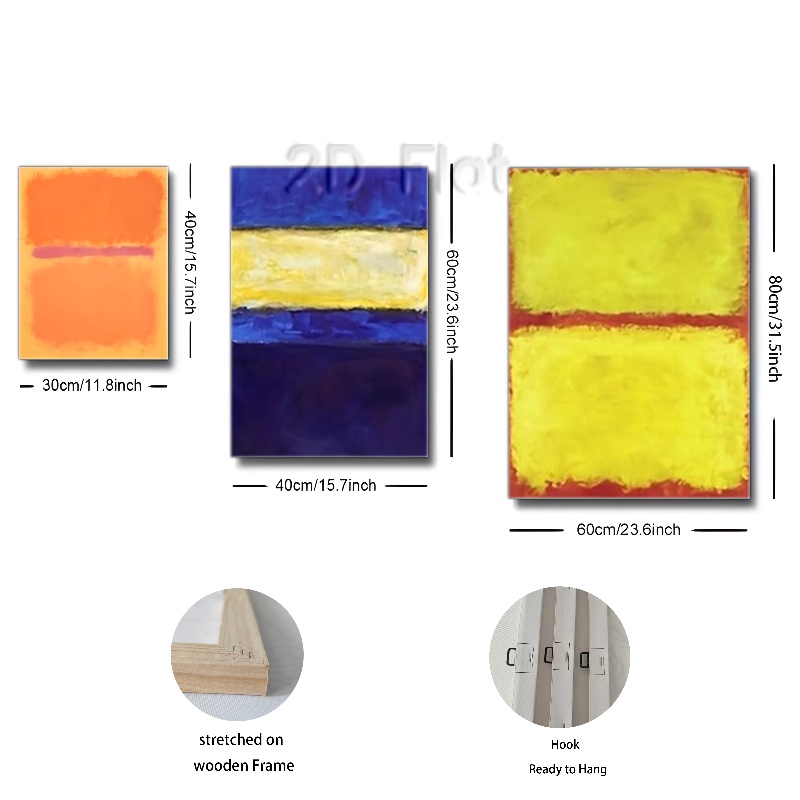 2D Flat
40cm/15.7inch
30cm/11.8inch
60cm/23.6inch
40cm/15.7inch
80cm/31.5inch
60cm/23.6inch
stretched on
wooden Frame
Hook
Ready to Hang